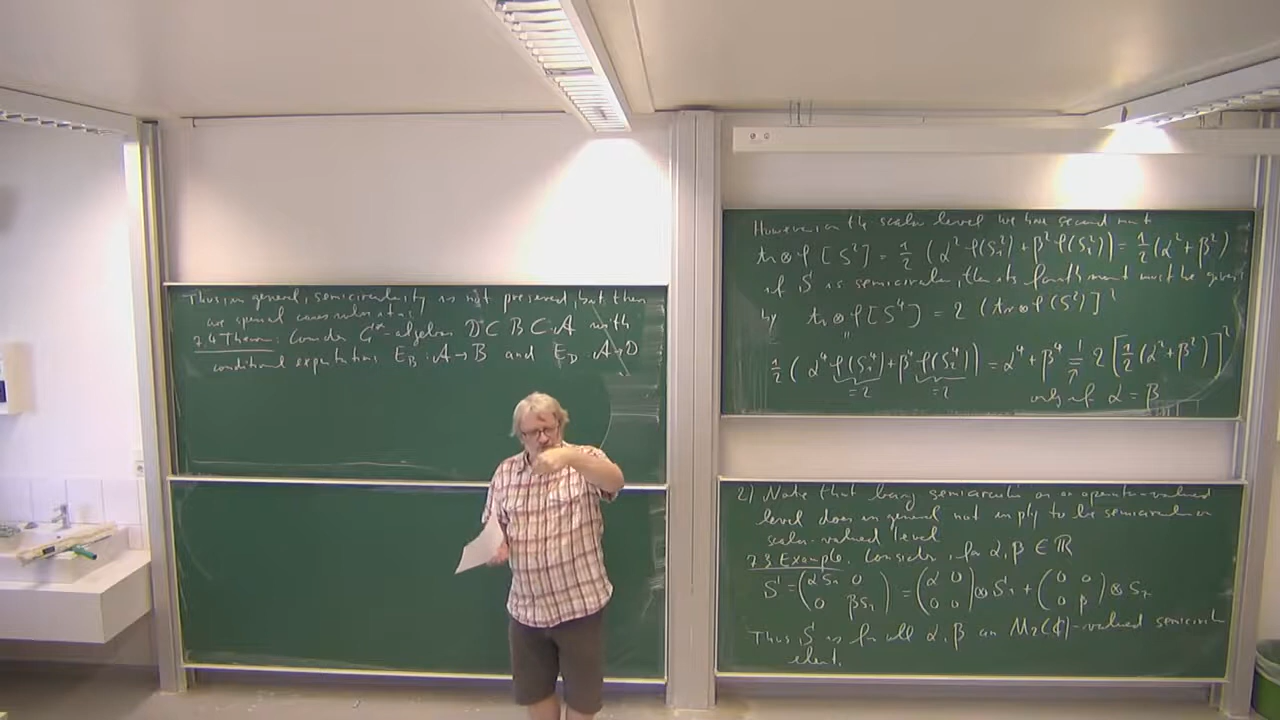 Thus, in general, semicircularity is not preserved, but there
are special cases
7.4 Theorem: Consider C*-algebras D ⊂ B ⊂ A with
conditional expectations E_B : A → B and E_D : A → D
However, on the scalar level we have second moment
tr⊗φ[S²] = 1/2 (α² φ(S₁²) + β² φ(S₂²)) = 1/2 (α² + β²)
if S is semicircular, then its fourth moment must be given
by tr⊗φ[S⁴] = 2 (tr⊗φ(S²)]²
"
1/2 (α⁴ φ(S₁⁴) + β⁴ φ(S₂⁴)) = α⁴ + β⁴ =! 2 [1/2 (α² + β²)]²
=2 =2 ↑ only if α = β
2) Note that being semicircular on an operator-valued
level does in general not imply to be semicircular on
scalar-valued level
7.3 Example. Consider, for α, β ∈ ℝ
S = (αS₁ 0 / 0 βS₂) = (α 0 / 0 0) ⊗ S₁ + (0 0 / 0 β) ⊗ S₂
Thus, S is for all α, β an M₂(ℂ)-valued semicircular
element.